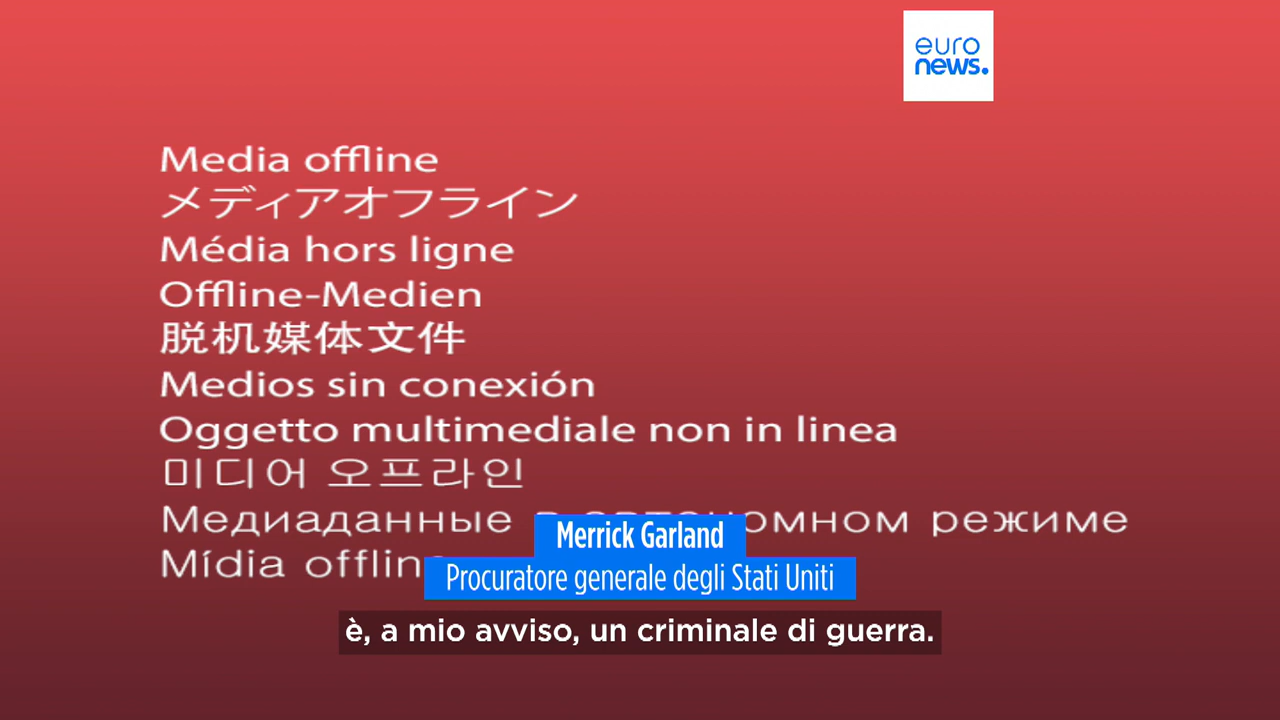 euro
news.
Media offline
メディアオフライン
Média hors ligne
Offline-Medien
脱机媒体文件
Medios sin conexión
Oggetto multimediale non in linea
미디어 오프라인
Медиаданные в автономном режиме
Mídia offline
Merrick Garland
Procuratore generale degli Stati Uniti
è, a mio avviso, un criminale di guerra.